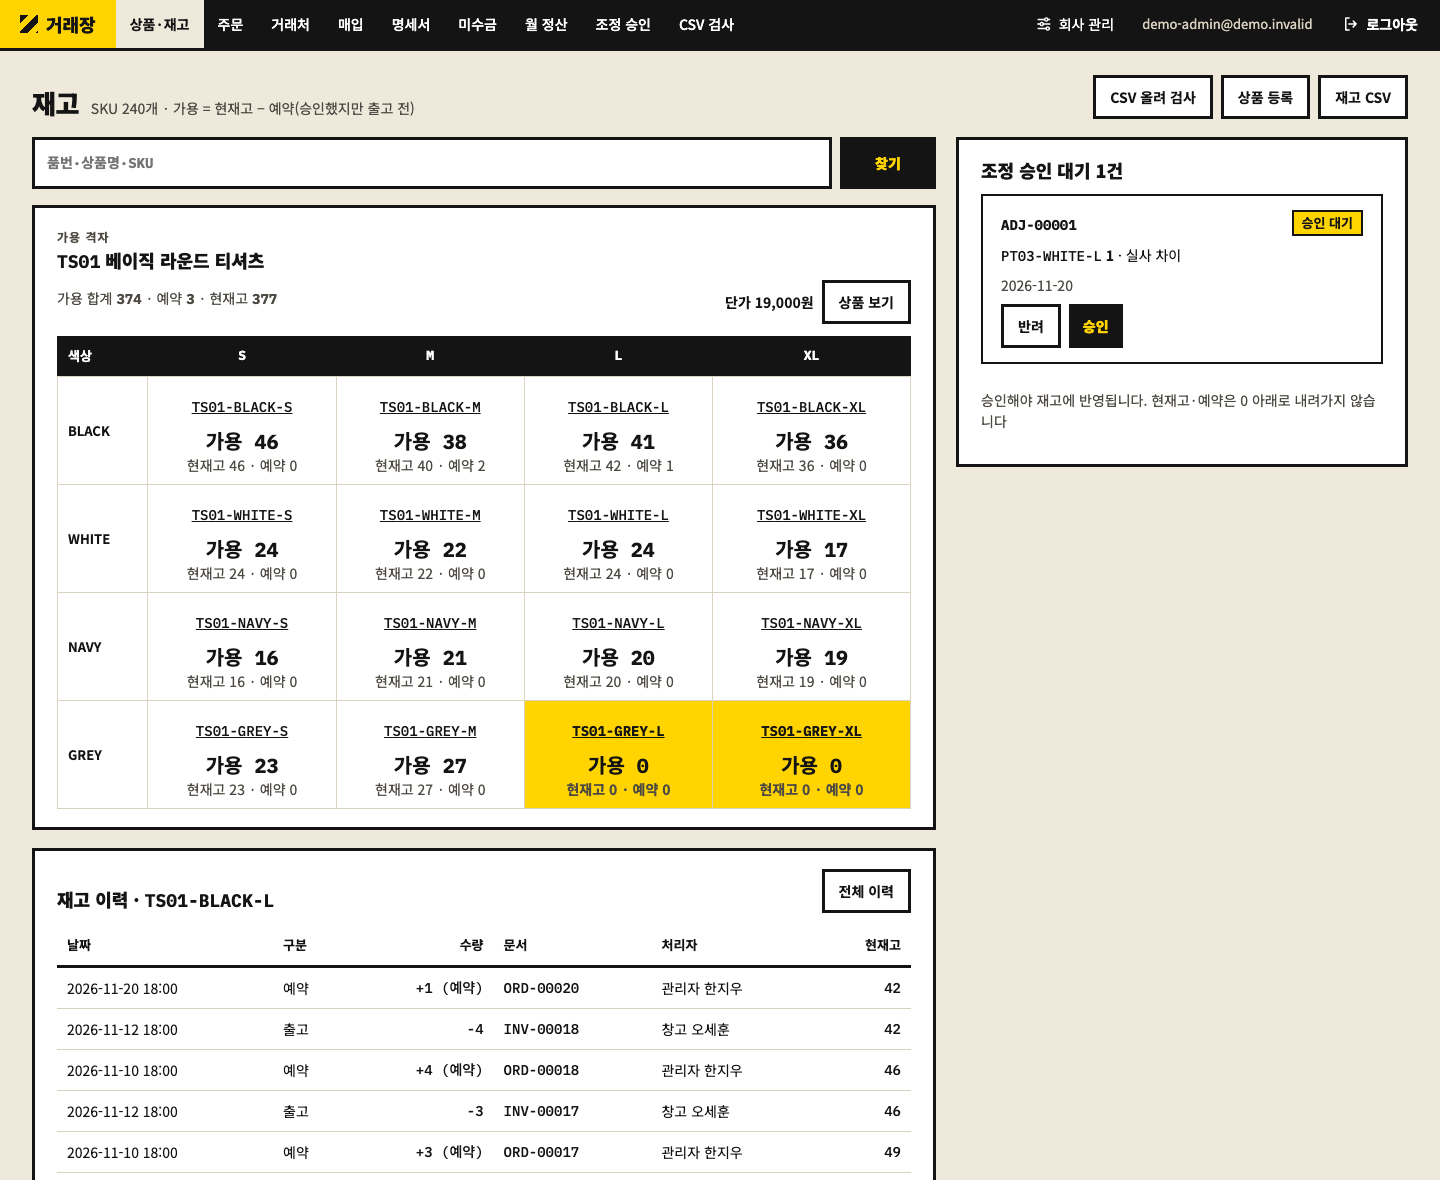 거래장 상품·재고 주문 거래처 매입 명세서 미수금 월 정산 조정 승인 CSV 검사 회사 관리 demo-admin@demo.invalid 로그아웃
재고 SKU 240개 · 가용 = 현재고 − 예약(승인했지만 출고 전)
CSV 올려 검사 상품 등록 재고 CSV
품번·상품명·SKU 찾기
가용 격자
TS01 베이직 라운드 티셔츠
가용 합계 374 · 예약 3 · 현재고 377
단가 19,000원 상품 보기
색상 S M L XL
TS01-BLACK-S TS01-BLACK-M TS01-BLACK-L TS01-BLACK-XL
BLACK
가용 46 가용 38 가용 41 가용 36
현재고 46 · 예약 0 현재고 40 · 예약 2 현재고 42 · 예약 1 현재고 36 · 예약 0
TS01-WHITE-S TS01-WHITE-M TS01-WHITE-L TS01-WHITE-XL
WHITE
가용 24 가용 22 가용 24 가용 17
현재고 24 · 예약 0 현재고 22 · 예약 0 현재고 24 · 예약 0 현재고 17 · 예약 0
TS01-NAVY-S TS01-NAVY-M TS01-NAVY-L TS01-NAVY-XL
NAVY
가용 16 가용 21 가용 20 가용 19
현재고 16 · 예약 0 현재고 21 · 예약 0 현재고 20 · 예약 0 현재고 19 · 예약 0
TS01-GREY-S TS01-GREY-M TS01-GREY-L TS01-GREY-XL
GREY
가용 23 가용 27 가용 0 가용 0
현재고 23 · 예약 0 현재고 27 · 예약 0 현재고 0 · 예약 0 현재고 0 · 예약 0
재고 이력 · TS01-BLACK-L 전체 이력
날짜 구분 수량 문서 처리자 현재고
2026-11-20 18:00 예약 +1 (예약) ORD-00020 관리자 한지우 42
2026-11-12 18:00 출고 -4 INV-00018 창고 오세훈 42
2026-11-10 18:00 예약 +4 (예약) ORD-00018 관리자 한지우 46
2026-11-12 18:00 출고 -3 INV-00017 창고 오세훈 46
2026-11-10 18:00 예약 +3 (예약) ORD-00017 관리자 한지우 49
조정 승인 대기 1건
ADJ-00001 승인 대기
PT03-WHITE-L 1 · 실사 차이
2026-11-20
반려 승인
승인해야 재고에 반영됩니다. 현재고·예약은 0 아래로 내려가지 않습
니다